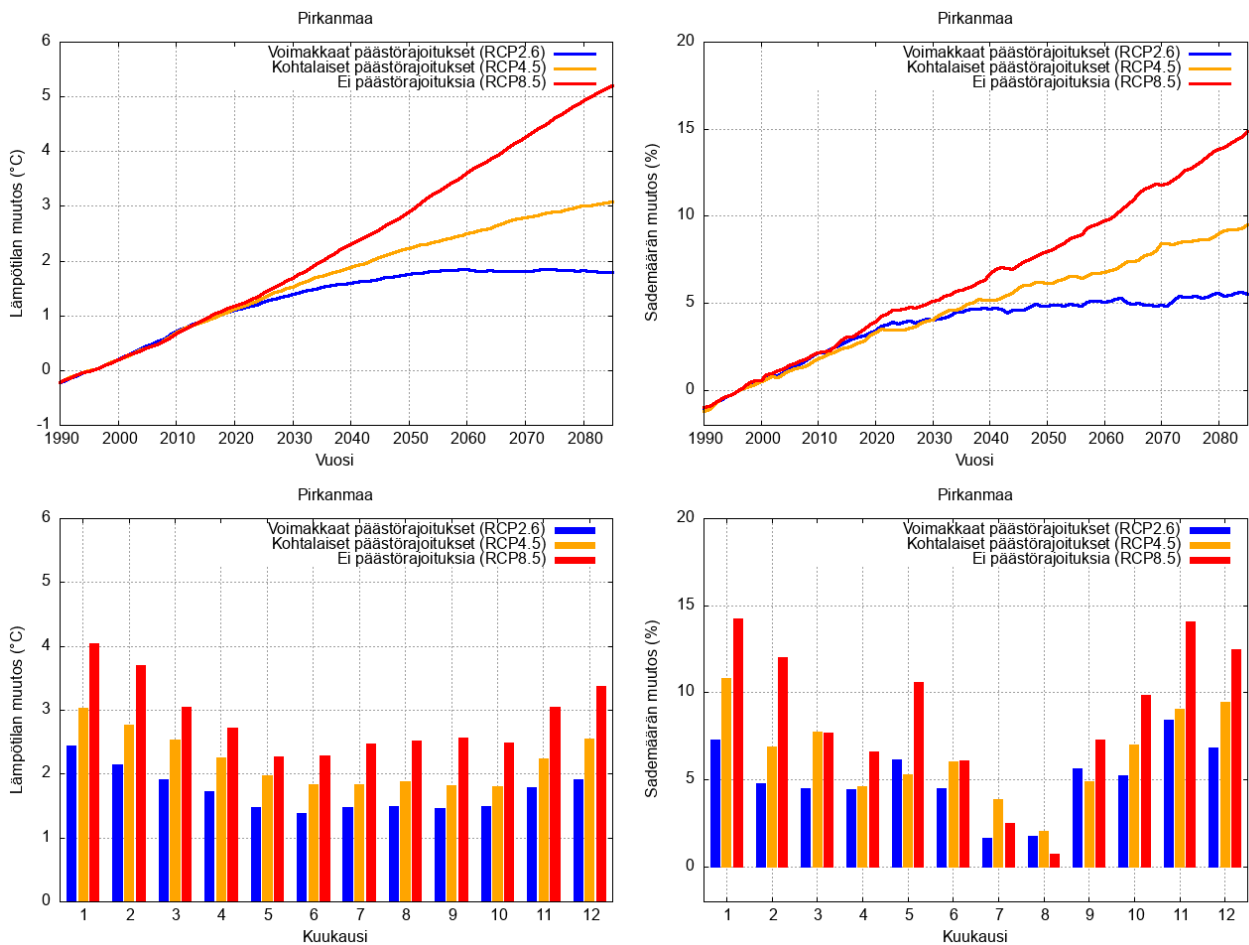 Pirkanmaa
Voimakkaat päästörajoitukset (RCP2.6)
Kohtalaiset päästörajoitukset (RCP4.5)
Ei päästörajoituksia (RCP8.5)
Lämpötilan muutos (°C)
6
5
4
3
2
1
0
-1
1990 2000 2010 2020 2030 2040 2050 2060 2070 2080
Vuosi
Pirkanmaa
Voimakkaat päästörajoitukset (RCP2.6)
Kohtalaiset päästörajoitukset (RCP4.5)
Ei päästörajoituksia (RCP8.5)
Sademäärän muutos (%)
20
15
10
5
0
1990 2000 2010 2020 2030 2040 2050 2060 2070 2080
Vuosi
Pirkanmaa
Voimakkaat päästörajoitukset (RCP2.6)
Kohtalaiset päästörajoitukset (RCP4.5)
Ei päästörajoituksia (RCP8.5)
Lämpötilan muutos (°C)
6
5
4
3
2
1
0
1 2 3 4 5 6 7 8 9 10 11 12
Kuukausi
Pirkanmaa
Voimakkaat päästörajoitukset (RCP2.6)
Kohtalaiset päästörajoitukset (RCP4.5)
Ei päästörajoituksia (RCP8.5)
Sademäärän muutos (%)
20
15
10
5
0
1 2 3 4 5 6 7 8 9 10 11 12
Kuukausi